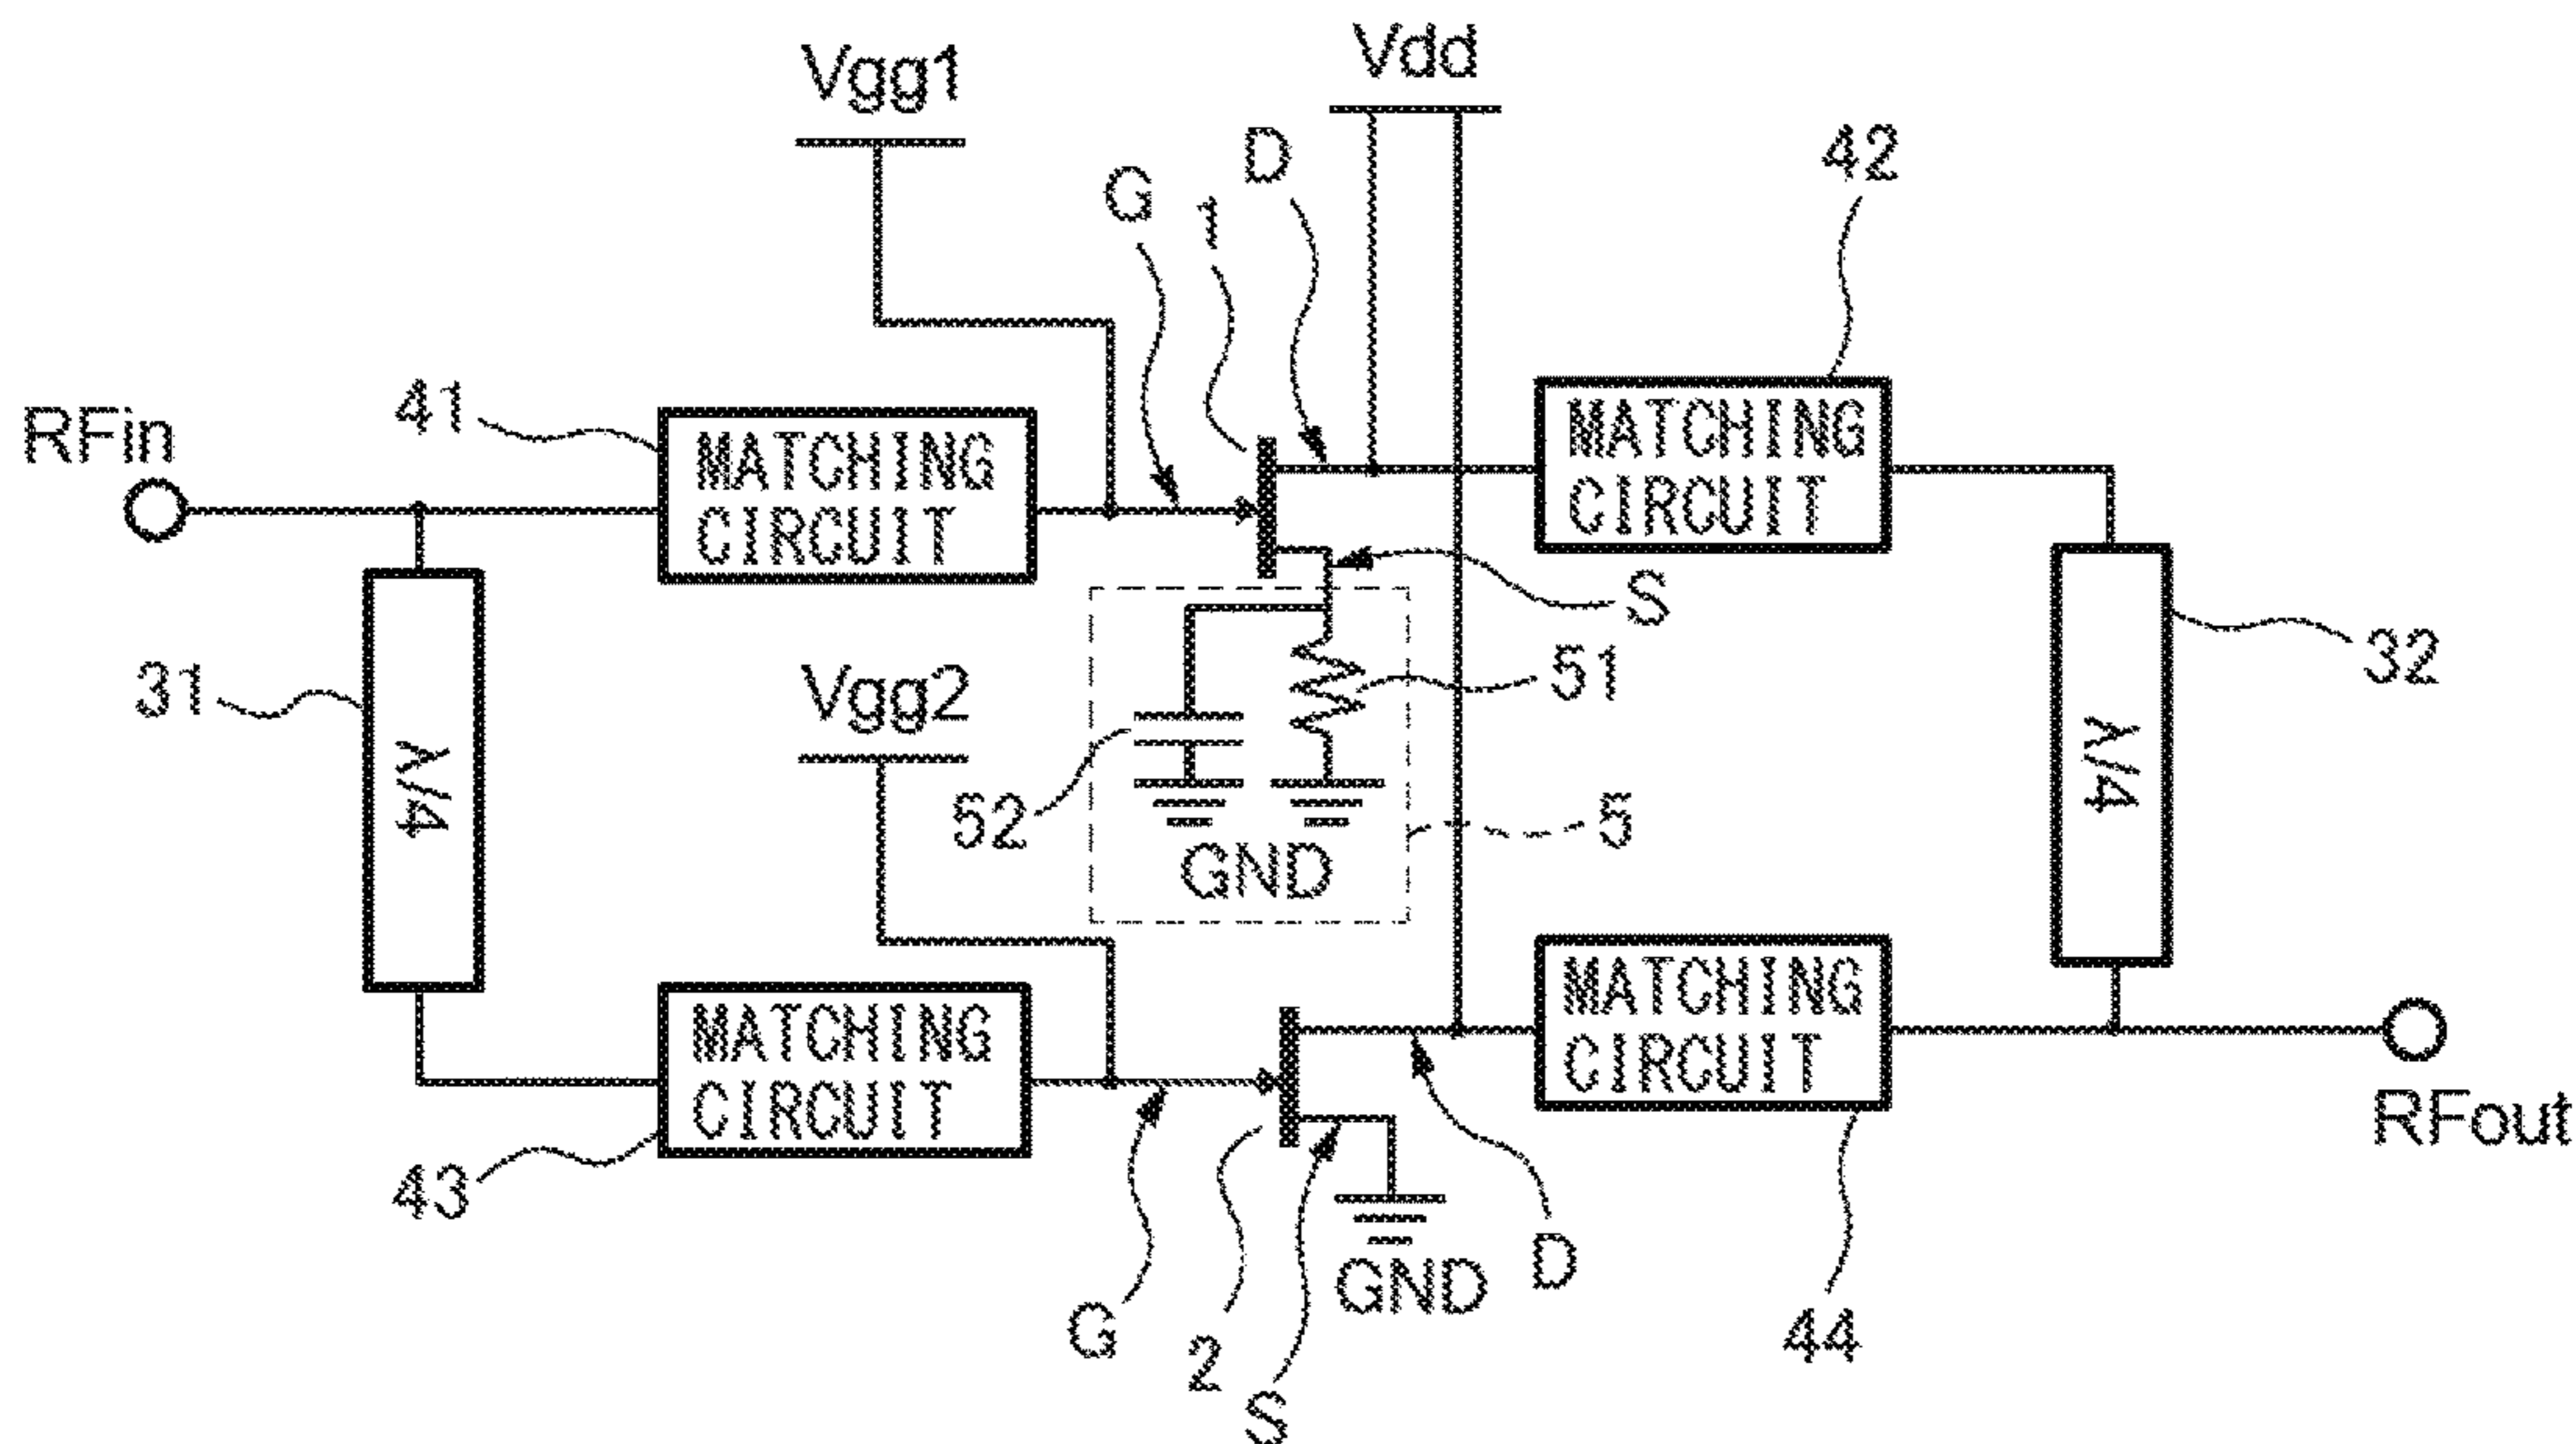 Vgg1
Vdd
G
1
D
42
RFin
41
MATCHING
CIRCUIT
MATCHING
CIRCUIT
S
31
λ/4
Vgg2
52
51
5
GND
32
λ/4
43
MATCHING
CIRCUIT
MATCHING
CIRCUIT
RFout
G
2
S
GND
D
44